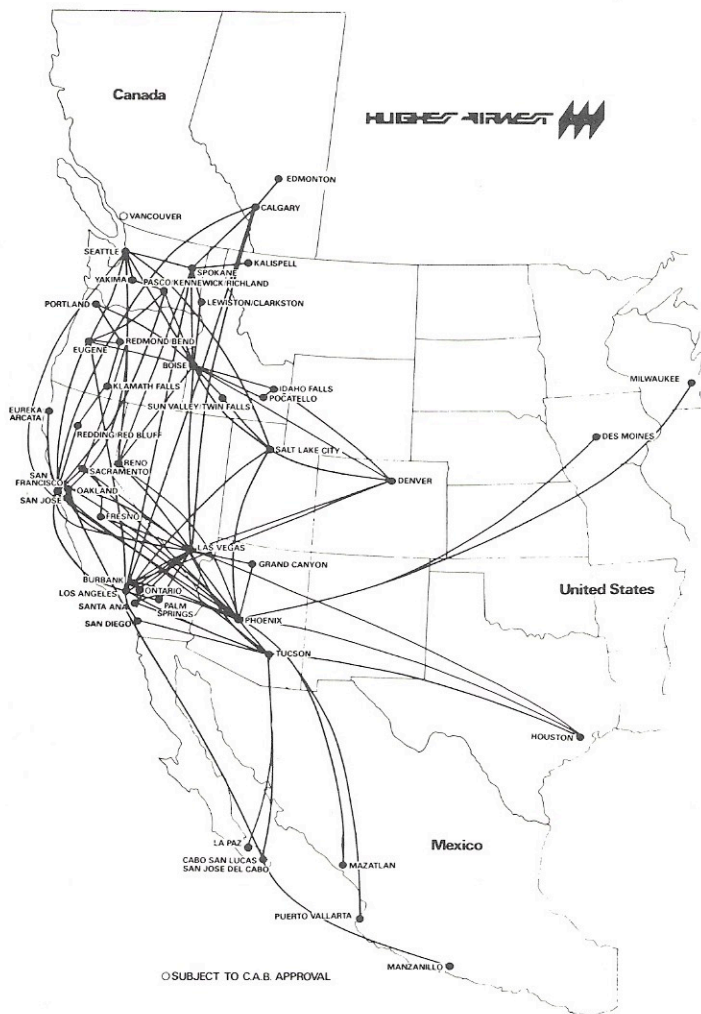 Canada
HUGHES AIRWEST
EDMONTON
CALGARY
VANCOUVER
SEATTLE
SPOKANE
KALISPELL
YAKIMA
PASCO/KENNEWICK/RICHLAND
PORTLAND
LEWISTON/CLARKSTON
EUGENE
REDMOND/BEND
BOISE
KLAMATH FALLS
IDAHO FALLS
POCATELLO
SUN VALLEY/TWIN FALLS
MILWAUKEE
EUREKA
ARCATA
REDDING/RED BLUFF
DES MOINES
SALT LAKE CITY
RENO
SACRAMENTO
SAN
FRANCISCO
OAKLAND
SAN JOSE
DENVER
FRESNO
LAS VEGAS
GRAND CANYON
BURBANK
LOS ANGELES
ONTARIO
United States
SANTA ANA
PALM
SPRINGS
SAN DIEGO
PHOENIX
TUCSON
HOUSTON
LA PAZ
CABO SAN LUCAS
SAN JOSE DEL CABO
Mexico
MAZATLAN
PUERTO VALLARTA
MANZANILLO
SUBJECT TO C.A.B. APPROVAL